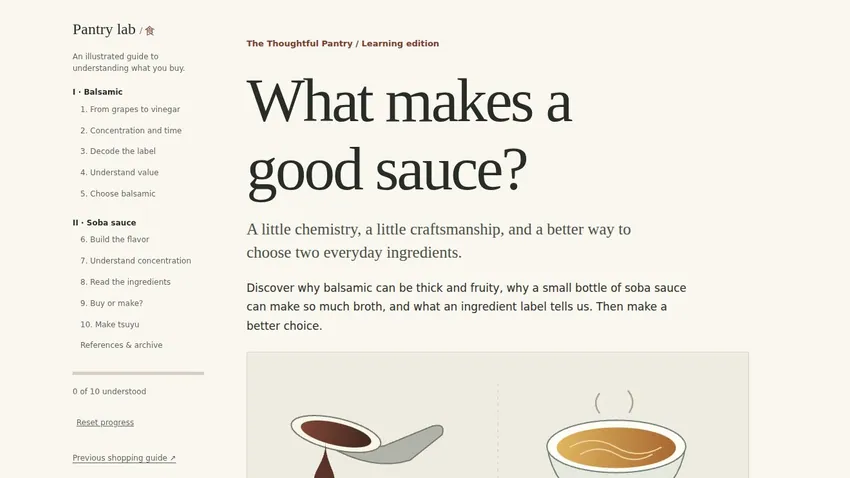 Pantry lab / 食
An illustrated guide to
understanding what you buy.
I · Balsamic
1. From grapes to vinegar
2. Concentration and time
3. Decode the label
4. Understand value
5. Choose balsamic
II · Soba sauce
6. Build the flavor
7. Understand concentration
8. Read the ingredients
9. Buy or make?
10. Make tsuyu
References & archive
0 of 10 understood
Reset progress
Previous shopping guide ↗
The Thoughtful Pantry / Learning edition
What makes a
good sauce?
A little chemistry, a little craftsmanship, and a better way to
choose two everyday ingredients.
Discover why balsamic can be thick and fruity, why a small bottle of soba sauce
can make so much broth, and what an ingredient label tells us. Then make a
better choice.